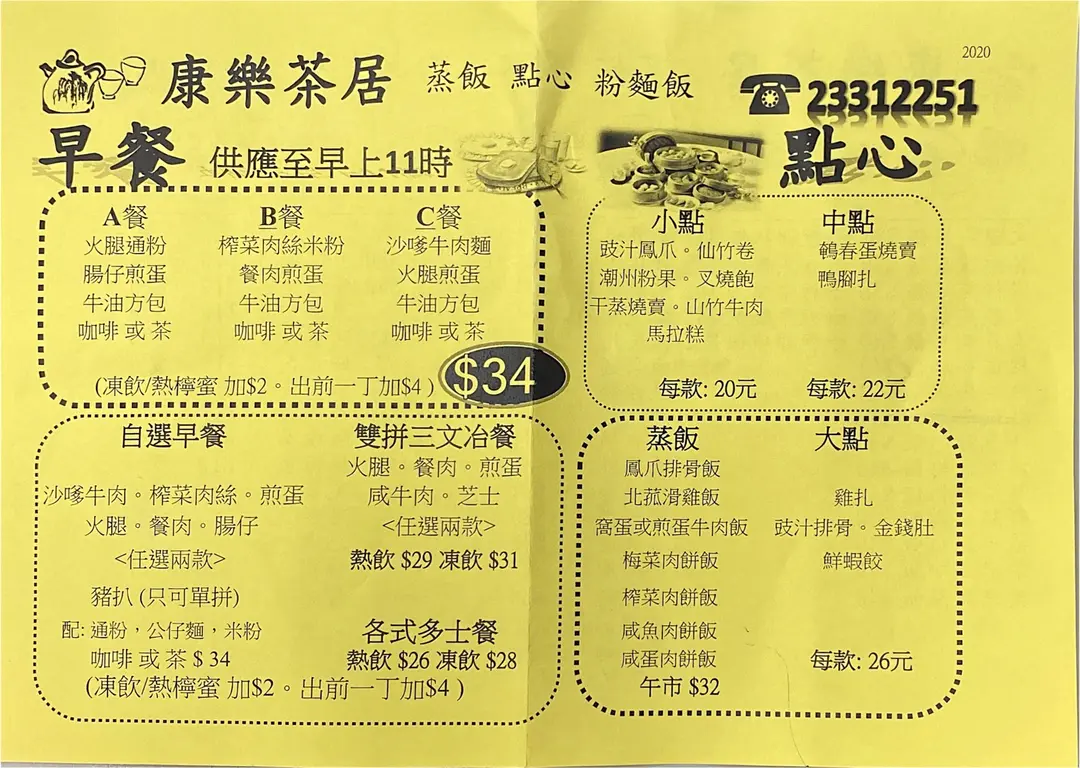 2020
康樂茶居 蒸飯 點心 粉麵飯
23312251
早餐 供應至早上11時
A餐 B餐 C餐
火腿通粉 榨菜肉絲米粉 沙嗲牛肉麵
腸仔煎蛋 餐肉煎蛋 火腿煎蛋
牛油方包 牛油方包 牛油方包
咖啡 或 茶 咖啡 或 茶 咖啡 或 茶
(凍飲/熱檸蜜 加$2。出前一丁加$4 )
$34
自選早餐
沙嗲牛肉。榨菜肉絲。煎蛋
火腿。餐肉。腸仔
<任選兩款>
豬扒 (只可單拼)
配: 通粉，公仔麵，米粉
咖啡 或 茶 $ 34
(凍飲/熱檸蜜 加$2。出前一丁加$4 )
雙拼三文冶餐
火腿。餐肉。煎蛋
咸牛肉。芝士
<任選兩款>
熱飲 $29 凍飲 $31
各式多士餐
熱飲 $26 凍飲 $28
點心
小點
豉汁鳳爪。仙竹卷
潮州粉果。叉燒飽
干蒸燒賣。山竹牛肉
馬拉糕
每款: 20元
中點
鵪春蛋燒賣
鴨腳扎
每款: 22元
蒸飯
鳳爪排骨飯
北菰滑雞飯
窩蛋或煎蛋牛肉飯
梅菜肉餅飯
榨菜肉餅飯
咸魚肉餅飯
咸蛋肉餅飯
午市 $32
大點
雞扎
豉汁排骨。金錢肚
鮮蝦餃
每款: 26元